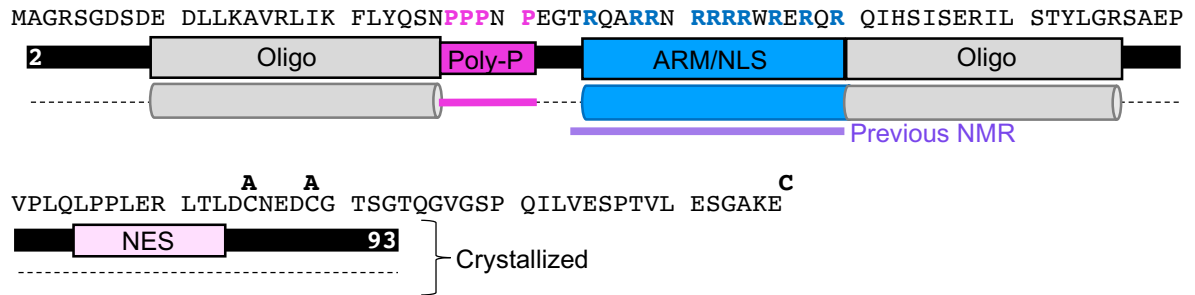 MAGRSGDSDE DLLKAVRLIK FLYQSNPPPN PEGTRQARRN RRRRWRERQR QIHSISERIL STYLGRSAEP
2 Oligo Poly-P ARM/NLS Oligo
Previous NMR
A A C
VPLQLPPLER LTLDCNEDCG TSGTQGVGSP QILVESPTVL ESGAKE
NES 93
Crystallized